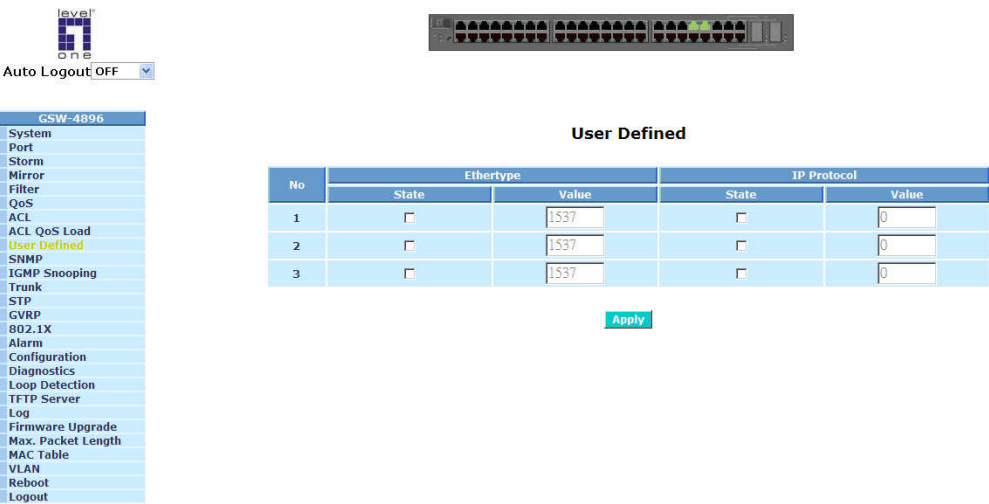 level
one
Auto Logout OFF
GSW-4896
System
Port
Storm
Mirror
Filter
QoS
ACL
ACL QoS Load
User Defined
SNMP
IGMP Snooping
Trunk
STP
GVRP
802.1X
Alarm
Configuration
Diagnostics
Loop Detection
TFTP Server
Log
Firmware Upgrade
Max. Packet Length
MAC Table
VLAN
Reboot
Logout
User Defined
No Ethertype IP Protocol
State Value State Value
1 1537 0
2 1537 0
3 1537 0
Apply